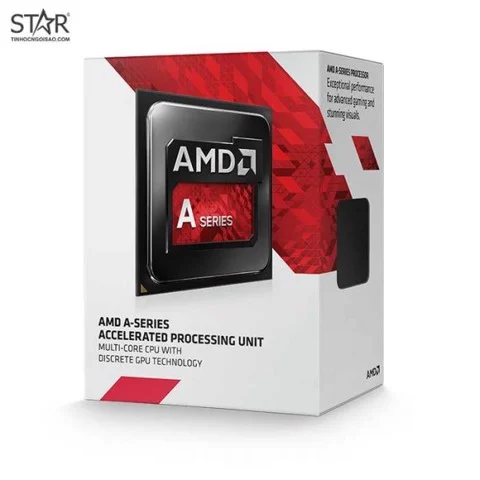 STAR
TINHOCNGOISAO.COM
AMD
A SERIES
AMD A-SERIES
ACCELERATED PROCESSING UNIT
MULTI-CORE CPU WITH
DISCRETE GPU TECHNOLOGY
AMD A-SERIES PROCESSOR
Exceptional performance
for advanced gaming and
stunning visuals.